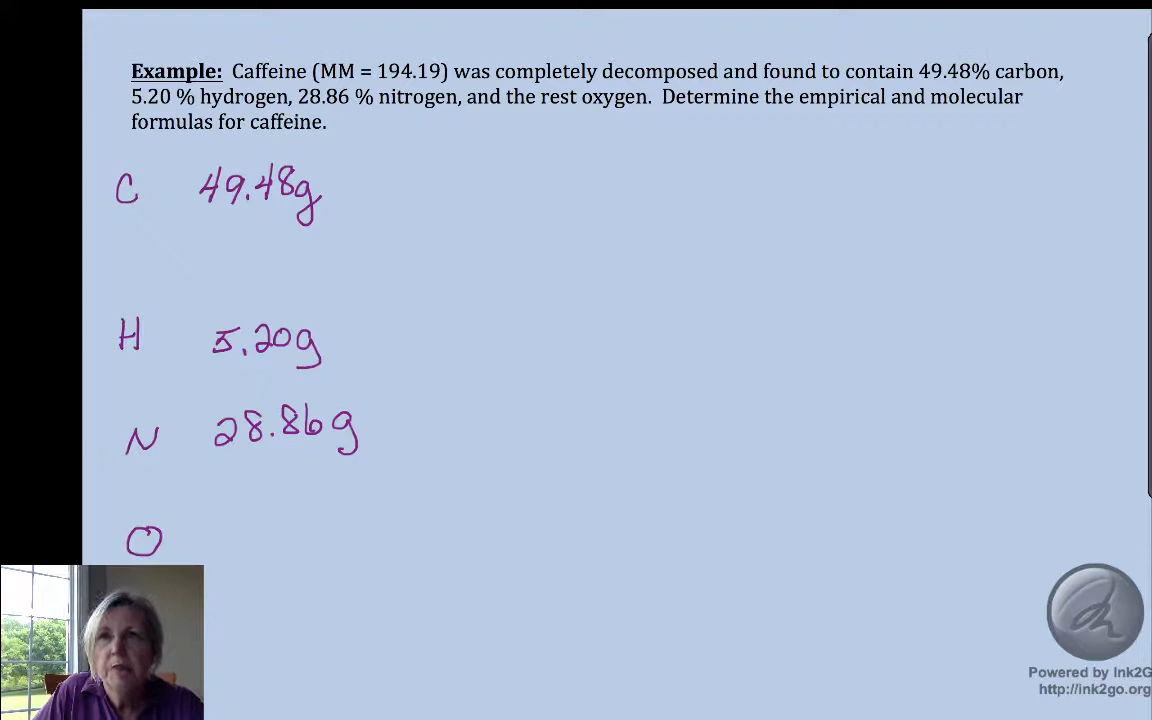 Example: Caffeine (MM = 194.19) was completely decomposed and found to contain 49.48% carbon,
5.20 % hydrogen, 28.86 % nitrogen, and the rest oxygen. Determine the empirical and molecular
formulas for caffeine.
C 49.48g
H 5.20g
N 28.86g
O
Powered by Ink2G
http://ink2go.org